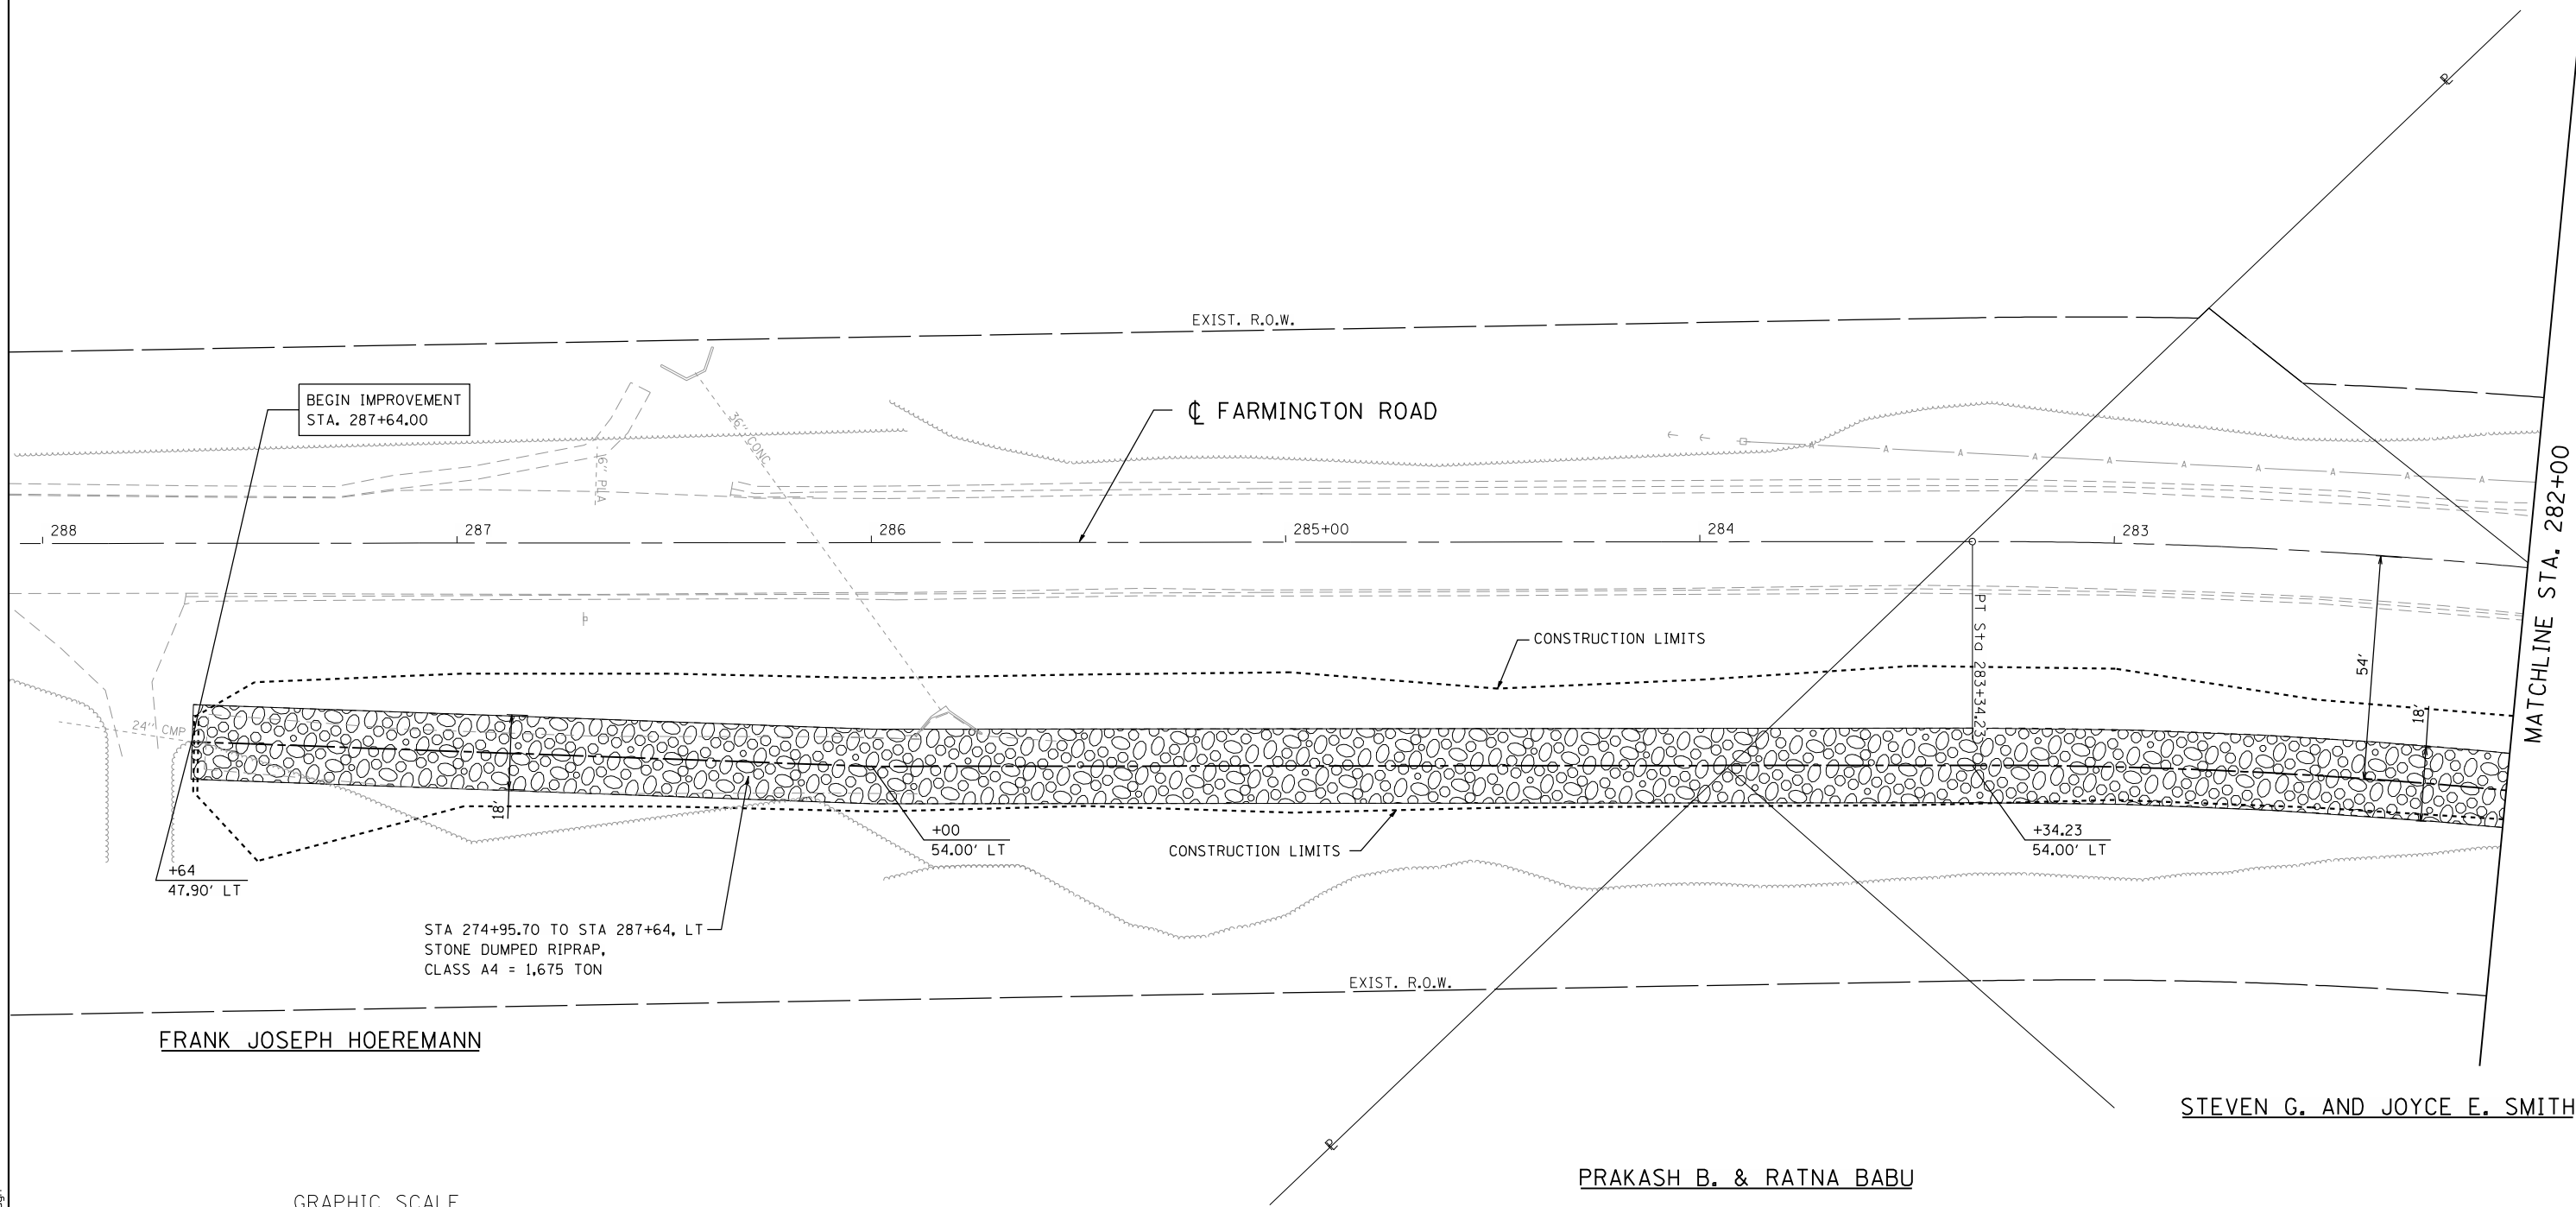 EXIST. R.O.W.
BEGIN IMPROVEMENT
STA. 287+64.00
36" CONC
℄ FARMINGTON ROAD
A A A A A A A A A A
6" PLA
288 287 286 285+00 284 283
MATCHLINE STA. 282+00
PT Sta 283+34.23
CONSTRUCTION LIMITS
54'
18'
24" CMP
18'
+00
54.00' LT
CONSTRUCTION LIMITS
+34.23
54.00' LT
+64
47.90' LT
STA 274+95.70 TO STA 287+64, LT
STONE DUMPED RIPRAP,
CLASS A4 = 1,675 TON
EXIST. R.O.W.
FRANK JOSEPH HOEREMANN
STEVEN G. AND JOYCE E. SMITH
PRAKASH B. & RATNA BABU
GRAPHIC SCALE